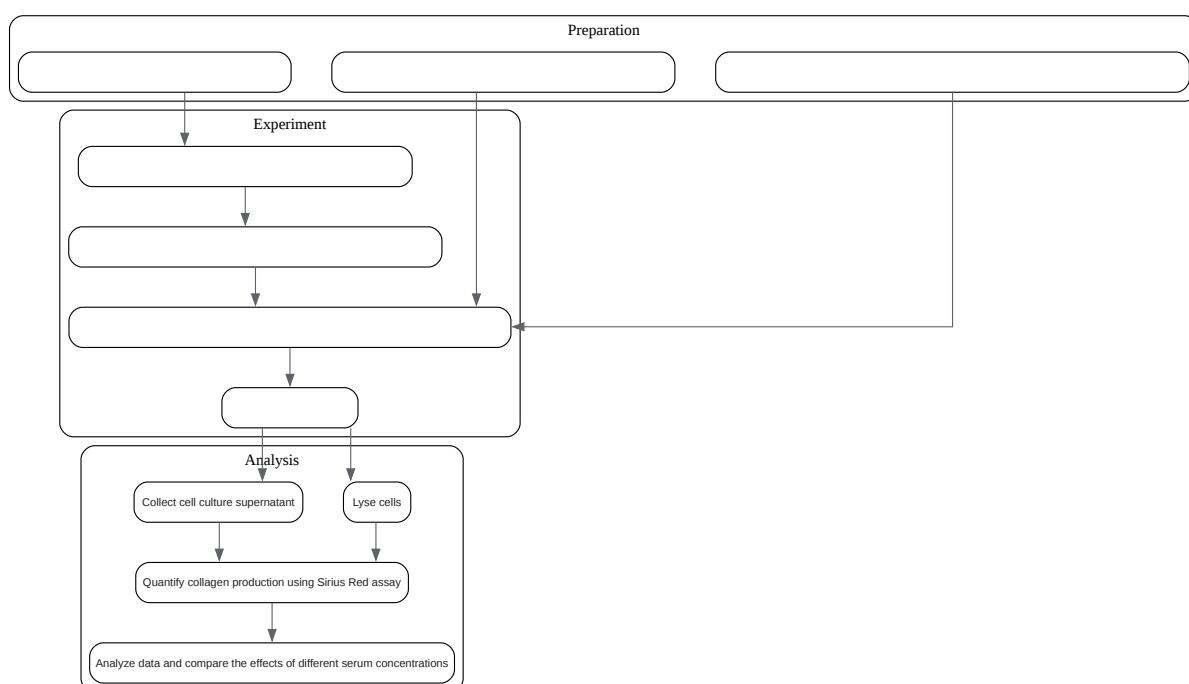 Preparation
Experiment
Analysis
Collect cell culture supernatant
Lyse cells
Quantify collagen production using Sirius Red assay
Analyze data and compare the effects of different serum concentrations